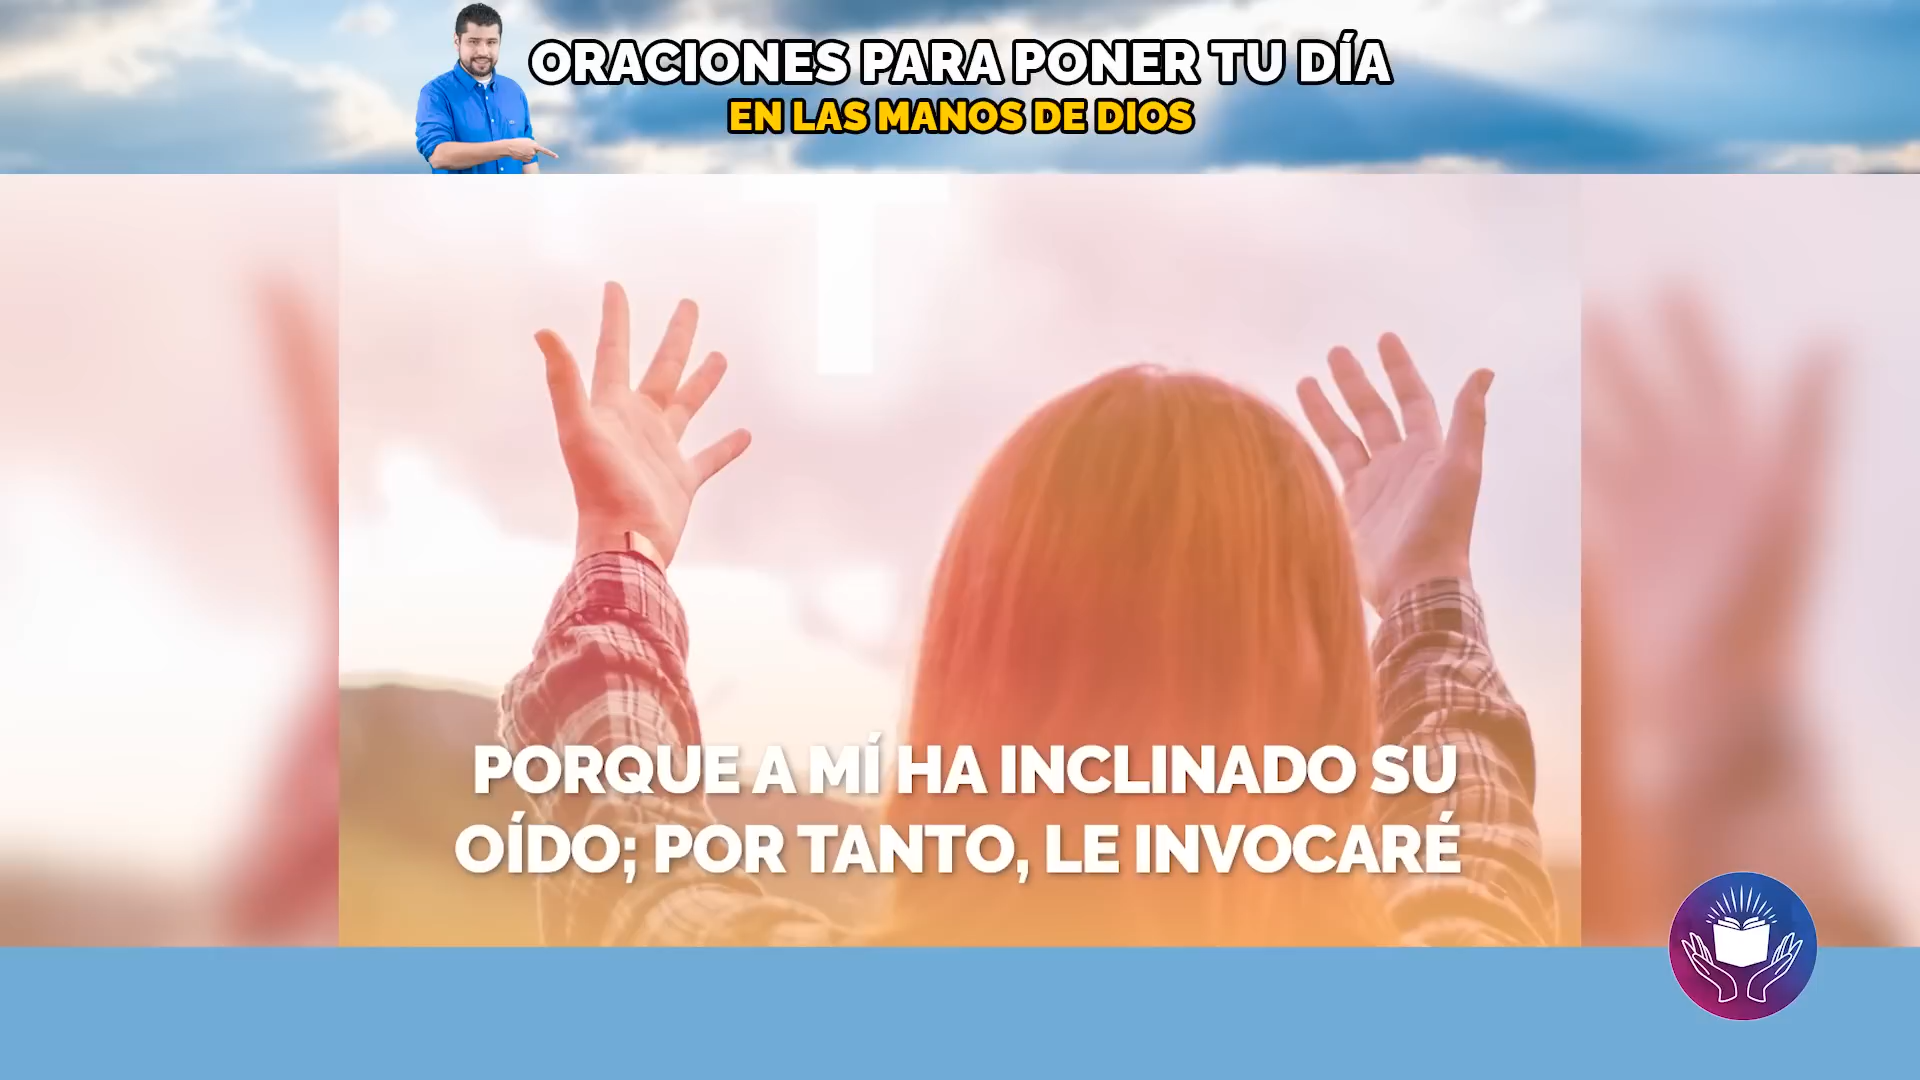 ORACIONES PARA PONER TU DÍA
EN LAS MANOS DE DIOS
PORQUE A MÍ HA INCLINADO SU
OÍDO; POR TANTO, LE INVOCARÉ